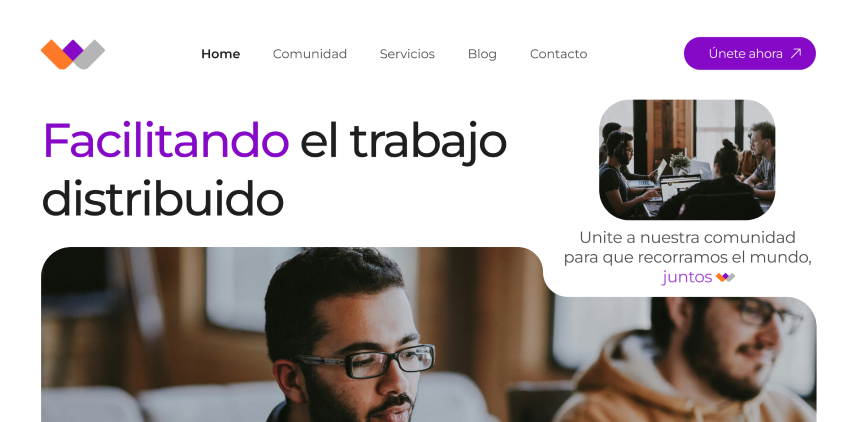 Home
Comunidad
Servicios
Blog
Contacto
Únete ahora
Facilitando el trabajo
distribuido
Unite a nuestra comunidad
para que recorramos el mundo,
juntos